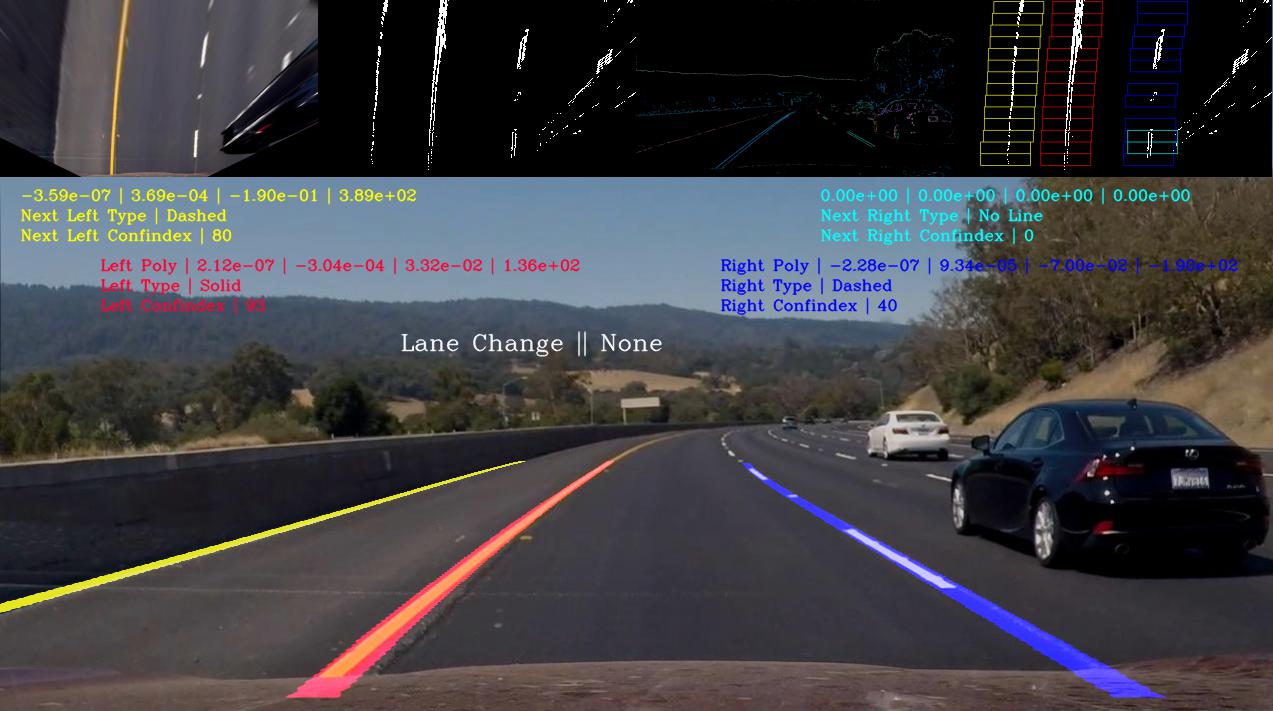 −3.59e−07 | 3.69e−04 | −1.90e−01 | 3.89e+02
Next Left Type | Dashed
Next Left Confindex | 80
0.00e+00 | 0.00e+00 | 0.00e+00 | 0.00e+00
Next Right Type | No Line
Next Right Confindex | 0
Left Poly | 2.12e−07 | −3.04e−04 | 3.32e−02 | 1.36e+02
Left Type | Solid
Left Confindex | 93
Right Poly | −2.28e−07 | 9.34e−05 | −7.00e−02 | −1.90e+02
Right Type | Dashed
Right Confindex | 40
Lane Change || None